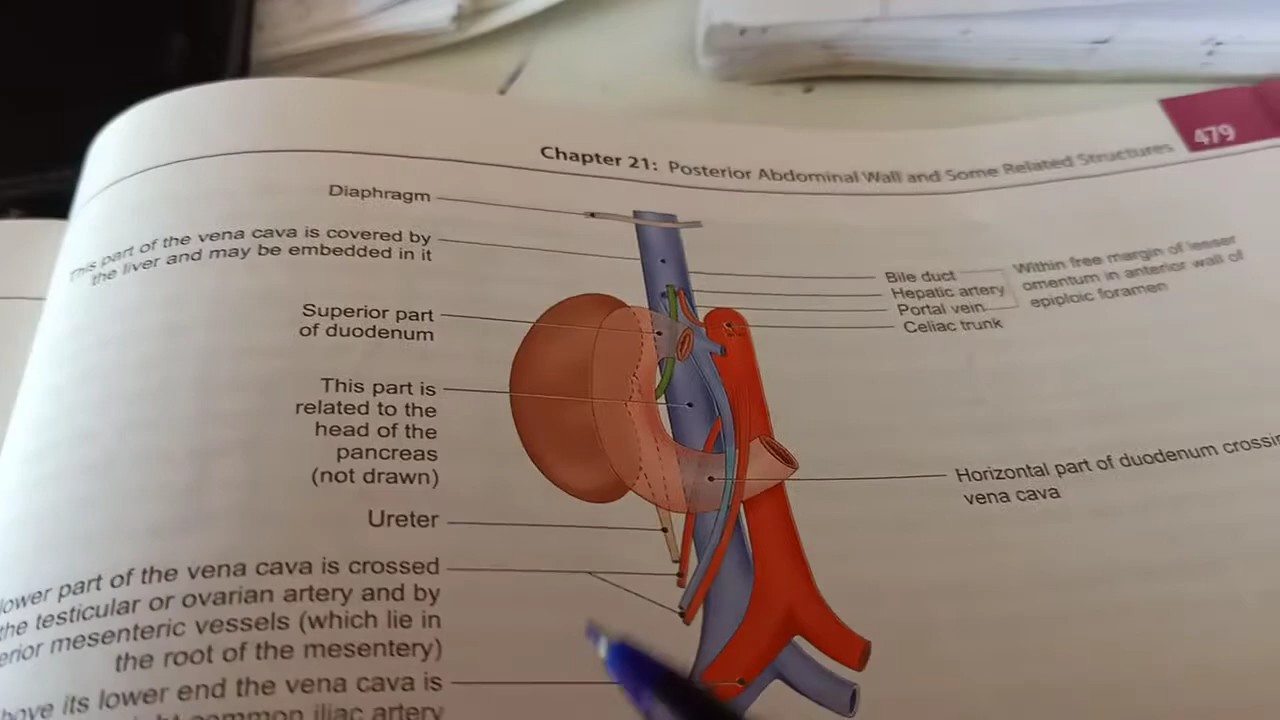 479
Chapter 21: Posterior Abdominal Wall and Some Related Structures
Diaphragm
This part of the vena cava is covered by
the liver and may be embedded in it
Superior part
of duodenum
This part is
related to the
head of the
pancreas
(not drawn)
Ureter
lower part of the vena cava is crossed
the testicular or ovarian artery and by
erior mesenteric vessels (which lie in
the root of the mesentery)
its lower end the vena cava is
common iliac artery
Bile duct
Hepatic artery
Portal vein
Celiac trunk
Within free margin of lesser
omentum in anterior wall of
epiploic foramen
Horizontal part of duodenum crossin
vena cava